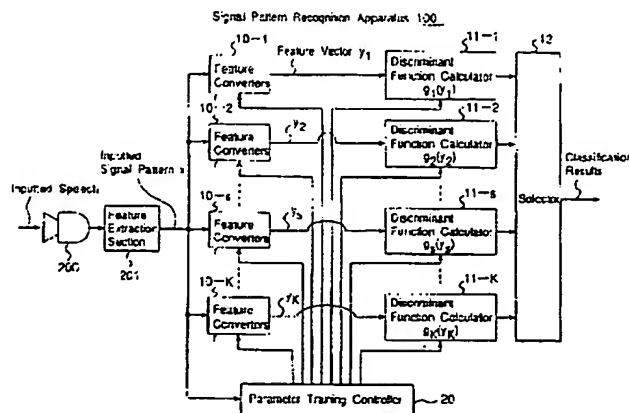 Signal Pattern Recognition Apparatus 100
10-1
Feature Vector y1
11-1
12
Feature
Converters
Discriminant
Function Calculator
g1(y1)
10-2
y2
11-2
Feature
Converters
Discriminant
Function Calculator
g2(y2)
Inputted
Signal Pattern x
Classification
Results
Inputted Speech
10-s
ys
11-s
Selector
Feature
Extraction
Section
Feature
Converters
Discriminant
Function Calculator
gs(ys)
200
201
10-K
yK
11-K
Feature
Converters
Discriminant
Function Calculator
gK(yK)
Parameter Training Controller
20